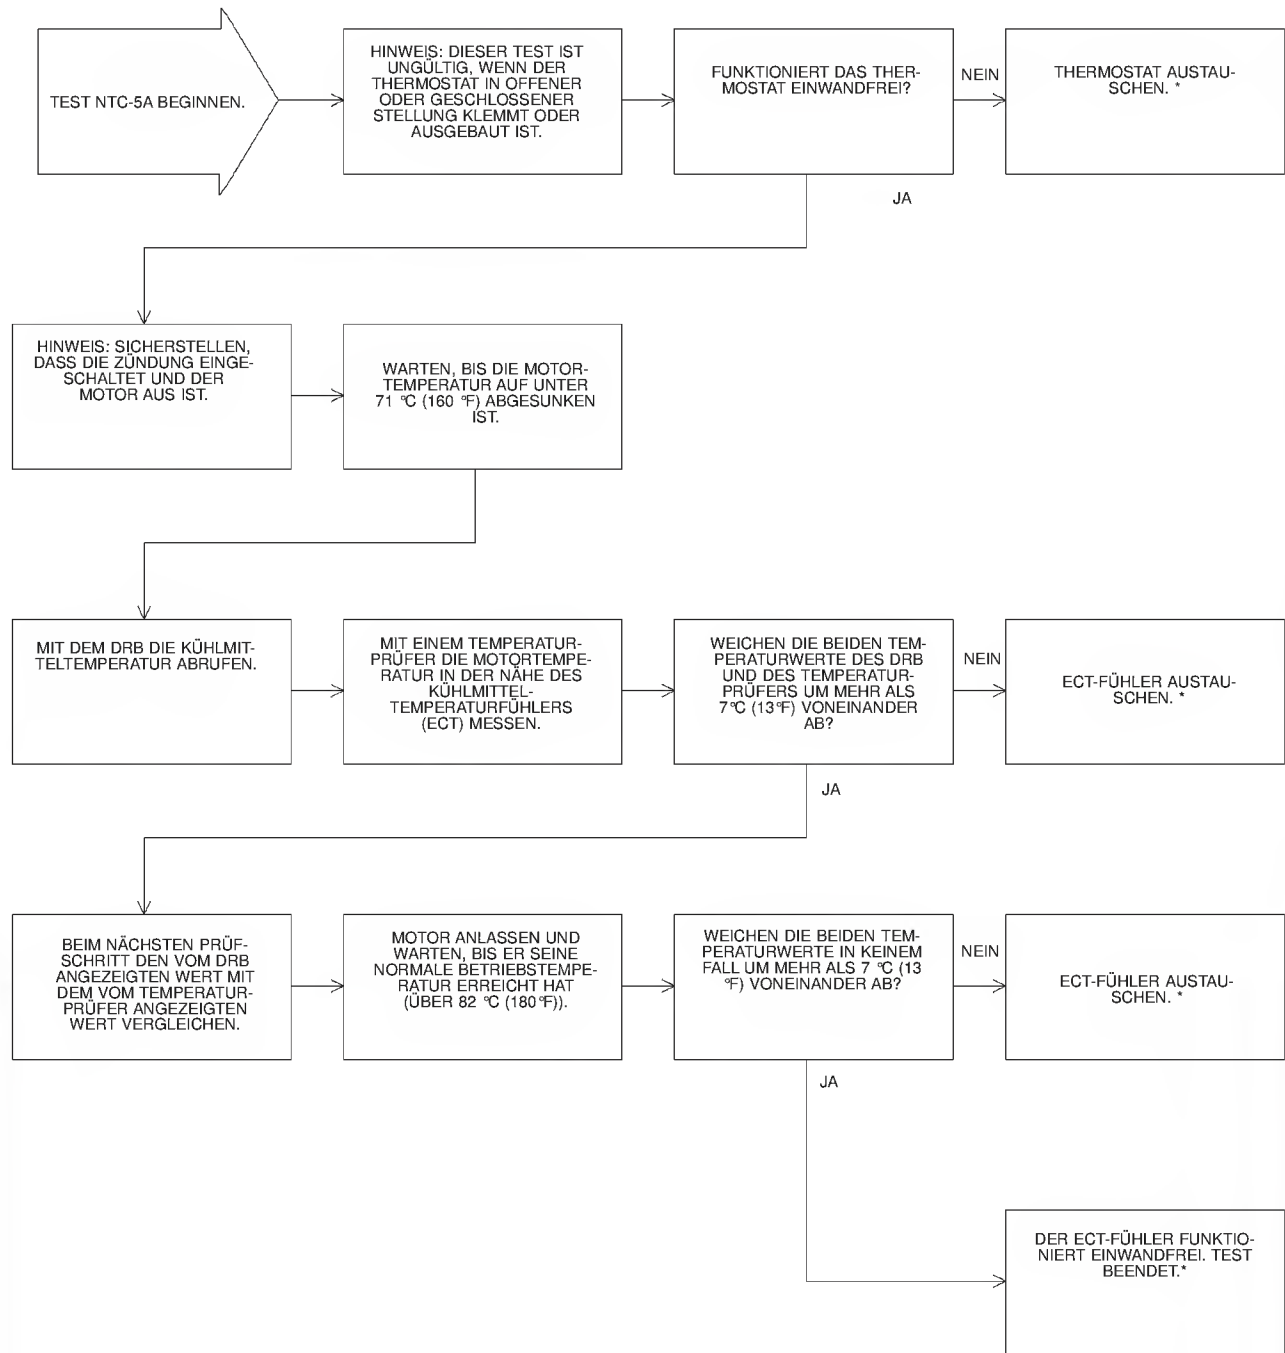 TEST NTC-5A BEGINNEN.
HINWEIS: DIESER TEST IST
UNGÜLTIG, WENN DER
THERMOSTAT IN OFFENER
ODER GESCHLOSSENER
STELLUNG KLEMMT ODER
AUSGEBAUT IST.
FUNKTIONIERT DAS THER-
MOSTAT EINWANDFREI?
NEIN
THERMOSTAT AUSTAU-
SCHEN. *
JA
HINWEIS: SICHERSTELLEN,
DASS DIE ZÜNDUNG EINGE-
SCHALTET UND DER
MOTOR AUS IST.
WARTEN, BIS DIE MOTOR-
TEMPERATUR AUF UNTER
71 °C (160 °F) ABGESUNKEN
IST.
MIT DEM DRB DIE KÜHLMIT-
TELTEMPERATUR ABRUFEN.
MIT EINEM TEMPERATUR-
PRÜFER DIE MOTORTEMPE-
RATUR IN DER NÄHE DES
KÜHLMITTEL-
TEMPERATURFÜHLERS
(ECT) MESSEN.
WEICHEN DIE BEIDEN TEM-
PERATURWERTE DES DRB
UND DES TEMPERATUR-
PRÜFERS UM MEHR ALS
7°C (13°F) VONEINANDER
AB?
NEIN
ECT-FÜHLER AUSTAU-
SCHEN. *
JA
BEIM NÄCHSTEN PRÜF-
SCHRITT DEN VOM DRB
ANGEZEIGTEN WERT MIT
DEM VOM TEMPERATUR-
PRÜFER ANGEZEIGTEN
WERT VERGLEICHEN.
MOTOR ANLASSEN UND
WARTEN, BIS ER SEINE
NORMALE BETRIEBSTEMPE-
RATUR ERREICHT HAT
(ÜBER 82 °C (180°F)).
WEICHEN DIE BEIDEN TEM-
PERATURWERTE IN KEINEM
FALL UM MEHR ALS 7 °C (13
°F) VONEINANDER AB?
NEIN
ECT-FÜHLER AUSTAU-
SCHEN. *
JA
DER ECT-FÜHLER FUNKTIO-
NIERT EINWANDFREI. TEST
BEENDET.*